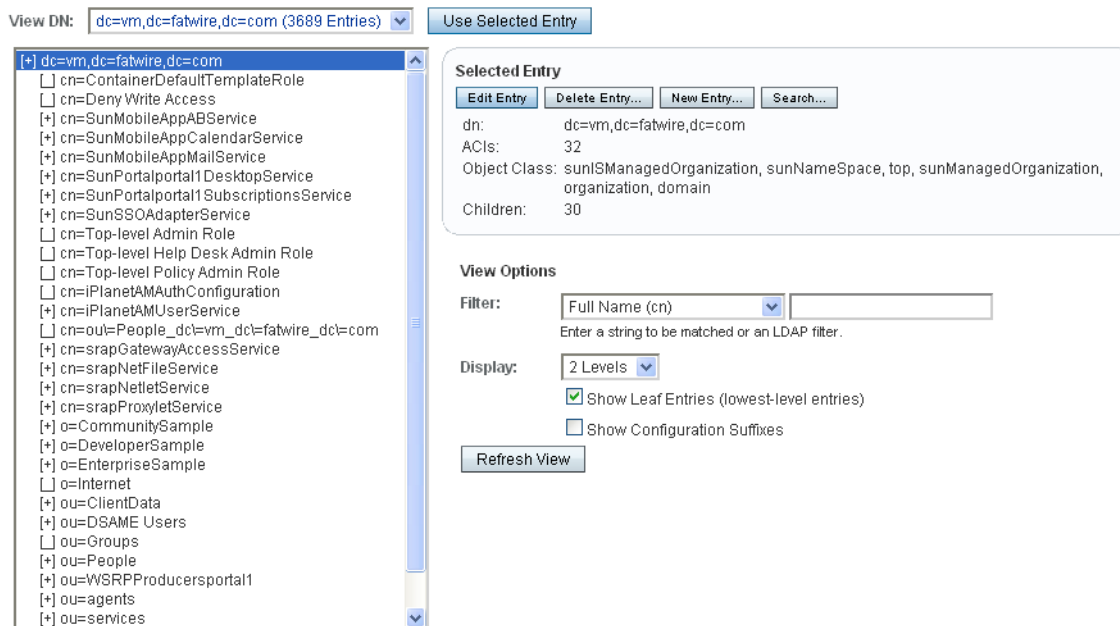 View DN: dc=vm,dc=fatwire,dc=com (3689 Entries) Use Selected Entry
[+] dc=vm,dc=fatwire,dc=com
[ ] cn=ContainerDefaultTemplateRole
[ ] cn=Deny Write Access
[+] cn=SunMobileAppABService
[+] cn=SunMobileAppCalendarService
[+] cn=SunMobileAppMailService
[+] cn=SunPortalportal1DesktopService
[+] cn=SunPortalportal1SubscriptionsService
[+] cn=SunSSOAdapterService
[ ] cn=Top-level Admin Role
[ ] cn=Top-level Help Desk Admin Role
[ ] cn=Top-level Policy Admin Role
[ ] cn=iPlanetAMAuthConfiguration
[+] cn=iPlanetAMUserService
[ ] cn=ou\=People_dc\=vm_dc\=fatwire_dc\=com
[+] cn=srapGatewayAccessService
[+] cn=srapNetFileService
[+] cn=srapNetletService
[+] cn=srapProxyletService
[+] o=CommunitySample
[+] o=DeveloperSample
[+] o=EnterpriseSample
[ ] o=Internet
[+] ou=ClientData
[+] ou=DSAME Users
[ ] ou=Groups
[+] ou=People
[+] ou=WSRPProducersportal1
[+] ou=agents
[+] ou=services
Selected Entry
Edit Entry Delete Entry... New Entry... Search...
dn: dc=vm,dc=fatwire,dc=com
ACIs: 32
Object Class: sunISManagedOrganization, sunNameSpace, top, sunManagedOrganization,
organization, domain
Children: 30
View Options
Filter: Full Name (cn)
Enter a string to be matched or an LDAP filter.
Display: 2 Levels
Show Leaf Entries (lowest-level entries)
Show Configuration Suffixes
Refresh View